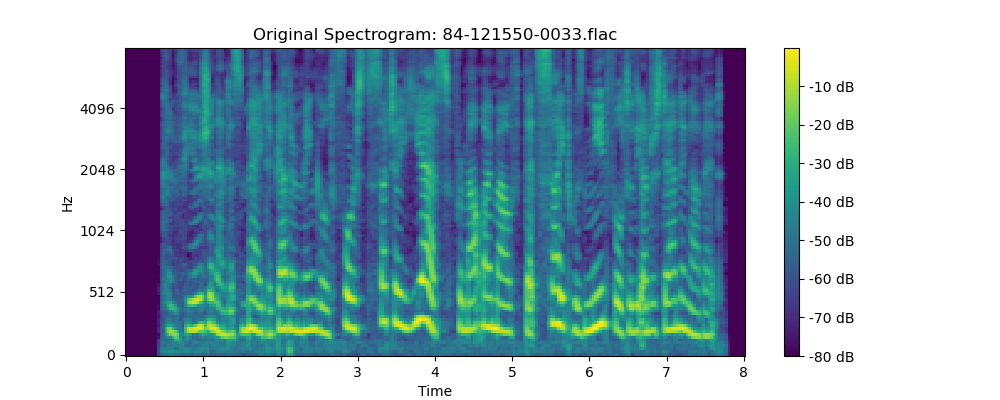 Original Spectrogram: 84-121550-0033.flac
4096
2048
1024
512
0
Hz
0 1 2 3 4 5 6 7 8
Time
-10 dB
-20 dB
-30 dB
-40 dB
-50 dB
-60 dB
-70 dB
-80 dB